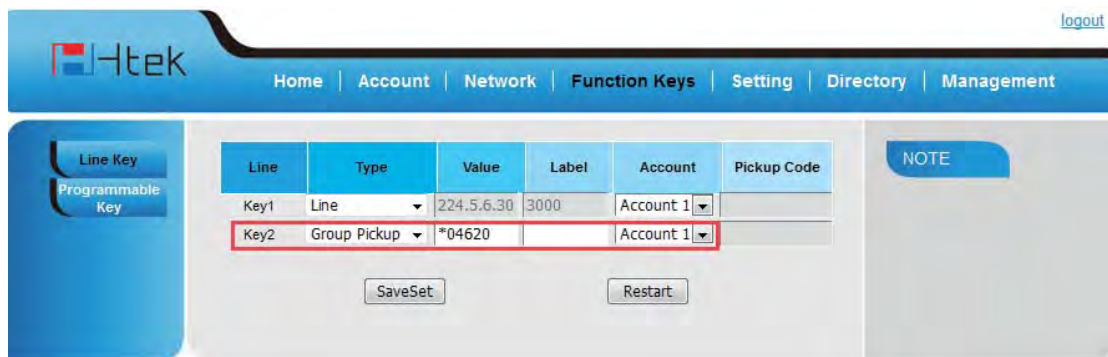 logout
Htek
Home | Account | Network | Function Keys | Setting | Directory | Management
Line Key
Programmable Key
Line Type Value Label Account Pickup Code
Key1 Line 224.5.6.30 3000 Account 1
Key2 Group Pickup *04620 Account 1
SaveSet Restart
NOTE